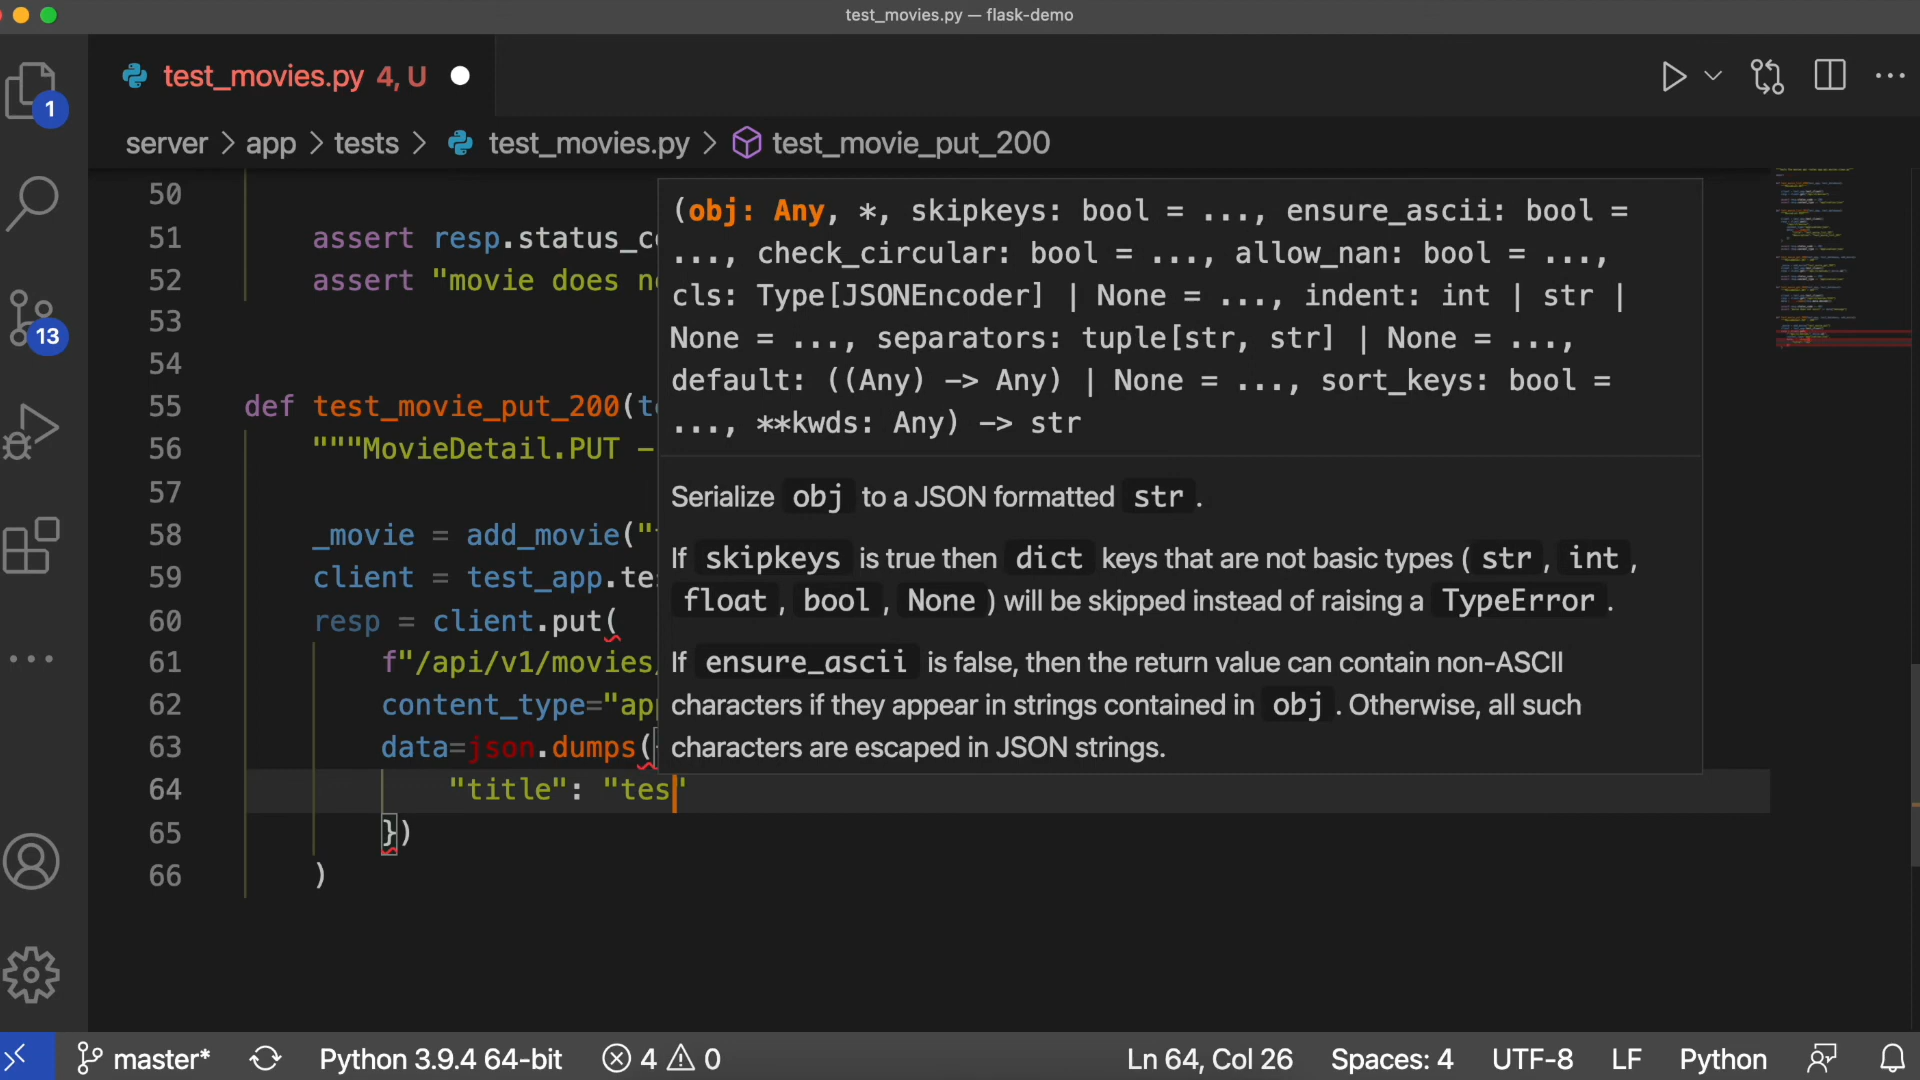 test_movies.py — flask-demo
test_movies.py 4, U
1
server > app > tests > test_movies.py > test_movie_put_200
50
51 assert resp.status_c
52 assert "movie does n
53
54
55 def test_movie_put_200(t
56 """MovieDetail.PUT –
57
58 _movie = add_movie("
59 client = test_app.te
60 resp = client.put(
61 f"/api/v1/movies
62 content_type="ap
63 data=json.dumps(
64 "title": "tes"
65 })
66 )
(obj: Any, *, skipkeys: bool = ..., ensure_ascii: bool =
..., check_circular: bool = ..., allow_nan: bool = ...,
cls: Type[JSONEncoder] | None = ..., indent: int | str |
None = ..., separators: tuple[str, str] | None = ...,
default: ((Any) -> Any) | None = ..., sort_keys: bool =
..., **kwds: Any) -> str
Serialize obj to a JSON formatted str.
If skipkeys is true then dict keys that are not basic types (str, int,
float, bool, None) will be skipped instead of raising a TypeError.
If ensure_ascii is false, then the return value can contain non-ASCII
characters if they appear in strings contained in obj. Otherwise, all such
characters are escaped in JSON strings.
13
master* Python 3.9.4 64-bit 4 0 Ln 64, Col 26 Spaces: 4 UTF-8 LF Python